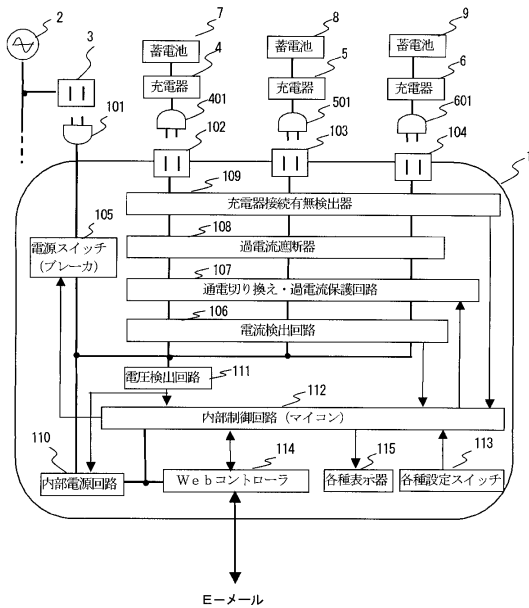 2
3
101
7
蓄電池
4
充電器
401
102
8
蓄電池
5
充電器
501
103
9
蓄電池
6
充電器
601
104
1
109
充電器接続有無検出器
108
過電流遮断器
105
電源スイッチ
(ブレーカ)
107
通電切り換え・過電流保護回路
106
電流検出回路
電圧検出回路
111
112
内部制御回路(マイコン)
110
内部電源回路
114
Webコントローラ
115
各種表示器
113
各種設定スイッチ
E-メール